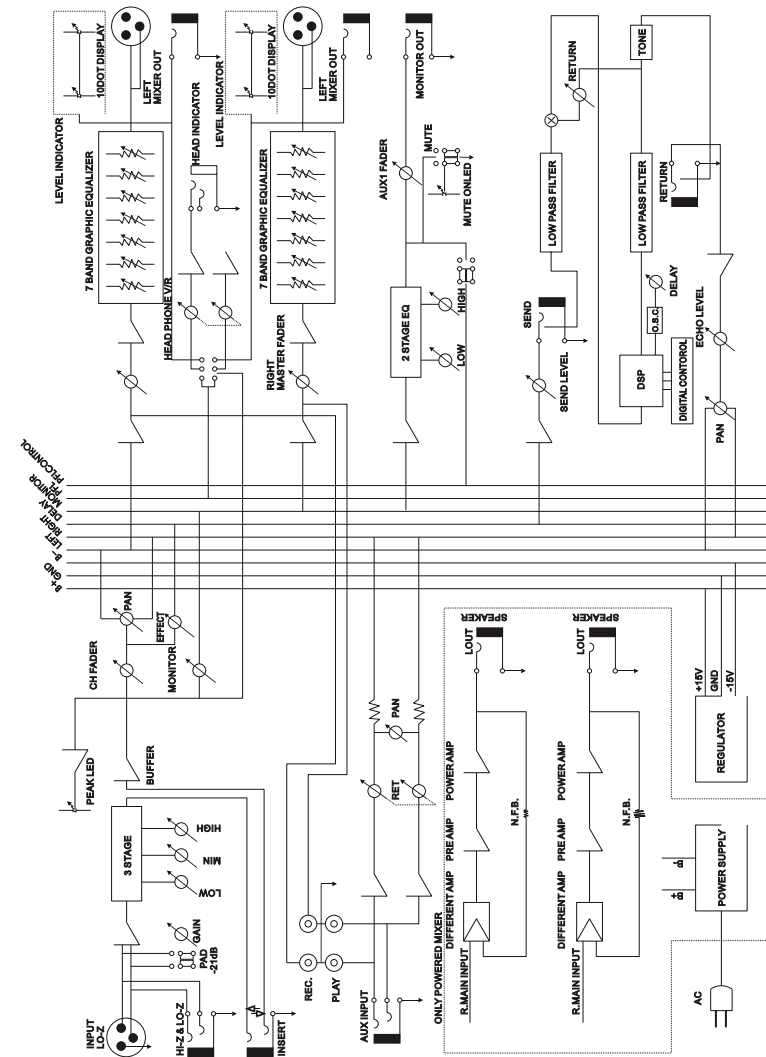 LEVEL INDICATOR
10DOT DISPLAY
LEFT
MIXER OUT
7 BAND GRAPHIC EQUALIZER
HEAD INDICATOR
LEVEL INDICATOR
10DOT DISPLAY
LEFT
MIXER OUT
HEAD PHONE V/R
7 BAND GRAPHIC EQUALIZER
RIGHT
MASTER FADER
MONITOR OUT
AUX1 FADER
MUTE
MUTE ONLED
2 STAGE EQ
HIGH
LOW
RETURN
TONE
LOW PASS FILTER
LOW PASS FILTER
RETURN
SEND
SEND LEVEL
DELAY
O.S.C.
DSP
DIGITAL CONTOROL
ECHO LEVEL
PAN
PFLCONTROL
PFL
MONITOR
DELAY
RIGHT
LEFT
B-
GND
B+
PAN
EFFECT
CH FADER
MONITOR
PEAK LED
BUFFER
3 STAGE
HIGH
MIN
LOW
GAIN
PAD
-21dB
INPUT
LO-Z
HI-Z & LO-Z
INSERT
REC.
PLAY
AUX INPUT
RET
PAN
ONLY POWERED MIXER
SPEAKER
LOUT
POWER AMP
PRE AMP
DIFFERENT AMP
N.F.B.
R.MAIN INPUT
SPEAKER
LOUT
POWER AMP
PRE AMP
DIFFERENT AMP
N.F.B.
R.MAIN INPUT
+15V
GND
-15V
REGULATOR
B-
B+
POWER SUPPLY
AC